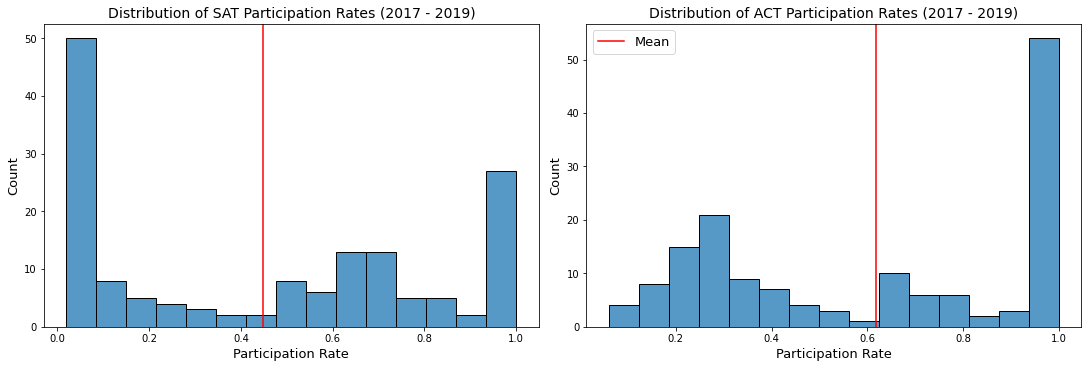 Distribution of SAT Participation Rates (2017 - 2019)
50
40
30
20
10
0
Count
0.0 0.2 0.4 0.6 0.8 1.0
Participation Rate
Distribution of ACT Participation Rates (2017 - 2019)
Mean
50
40
30
20
10
0
Count
0.2 0.4 0.6 0.8 1.0
Participation Rate